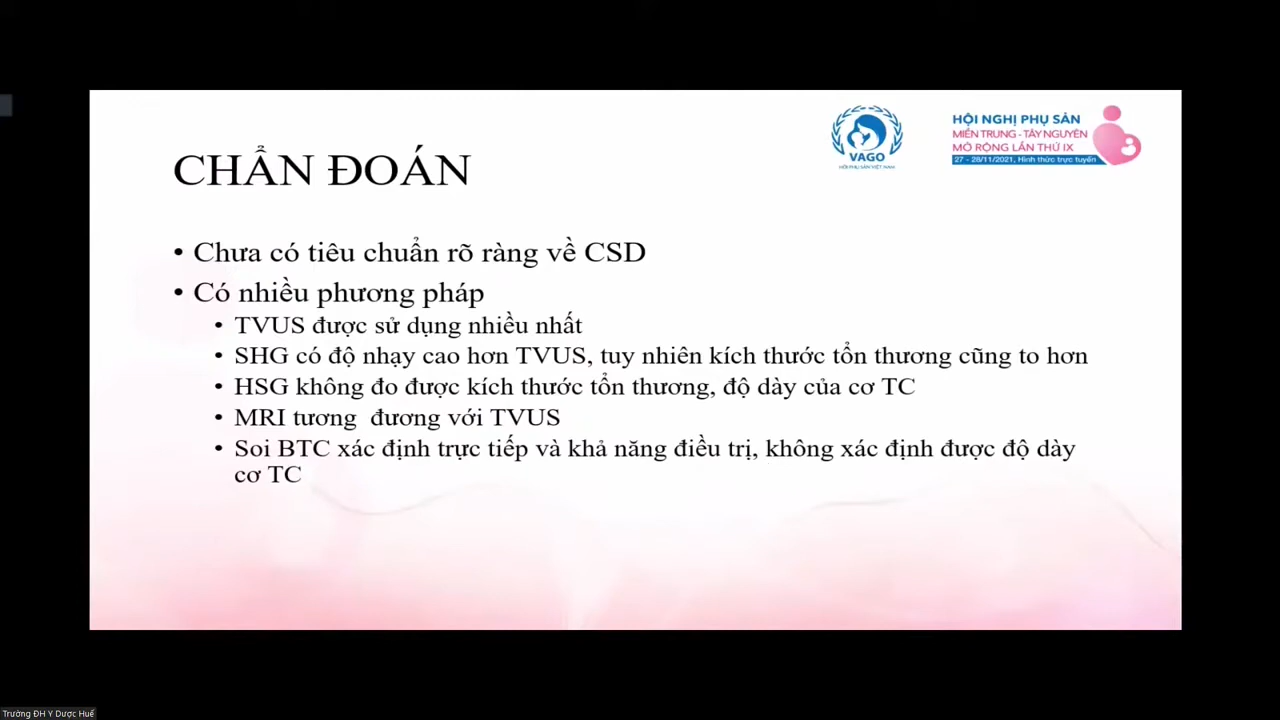 VAGO
HỘI PHỤ SẢN VIỆT NAM
HỘI NGHỊ PHỤ SẢN
MIỀN TRUNG - TÂY NGUYÊN
MỞ RỘNG LẦN THỨ IX
27 - 28/11/2021, Hình thức trực tuyến
CHẨN ĐOÁN
• Chưa có tiêu chuẩn rõ ràng về CSD
• Có nhiều phương pháp
• TVUS được sử dụng nhiều nhất
• SHG có độ nhạy cao hơn TVUS, tuy nhiên kích thước tổn thương cũng to hơn
• HSG không đo được kích thước tổn thương, độ dày của cơ TC
• MRI tương đương với TVUS
• Soi BTC xác định trực tiếp và khả năng điều trị, không xác định được độ dày
cơ TC
Trường ĐH Y Dược Huế